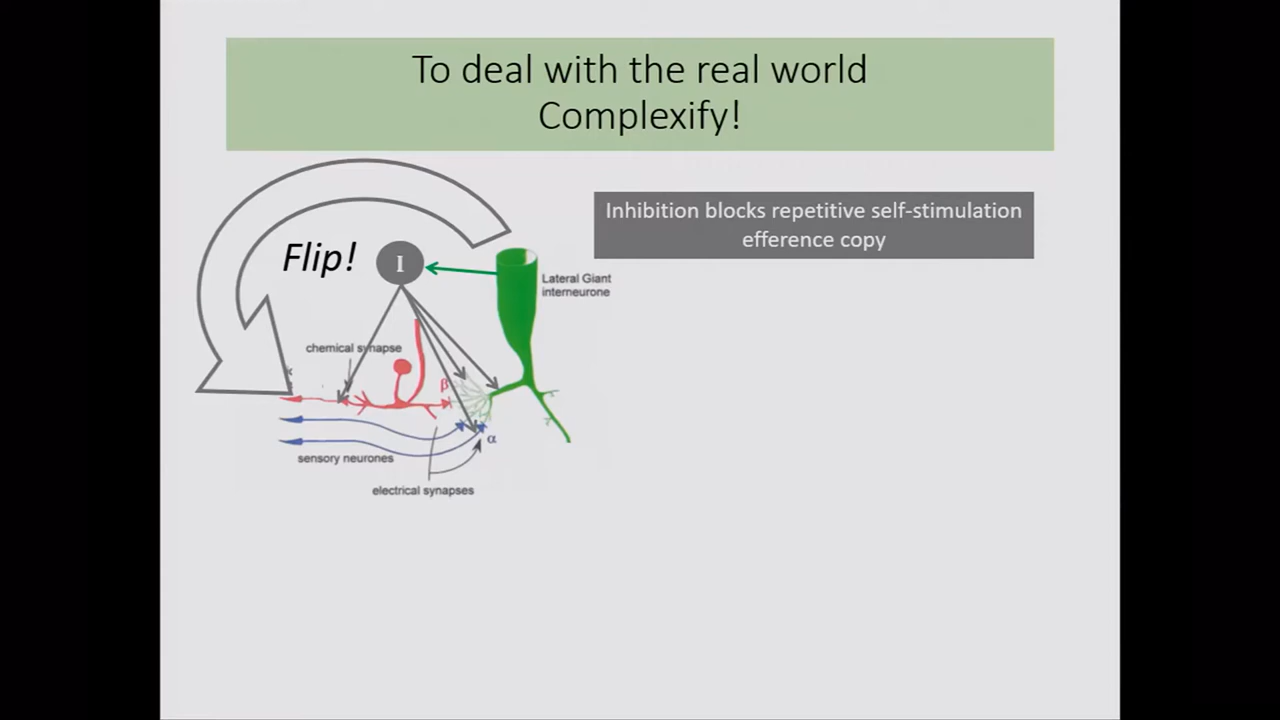 To deal with the real world
Complexify!
Inhibition blocks repetitive self-stimulation
efference copy
Flip!
I
Lateral Giant
interneurone
chemical synapse
β
α
sensory neurones
electrical synapses